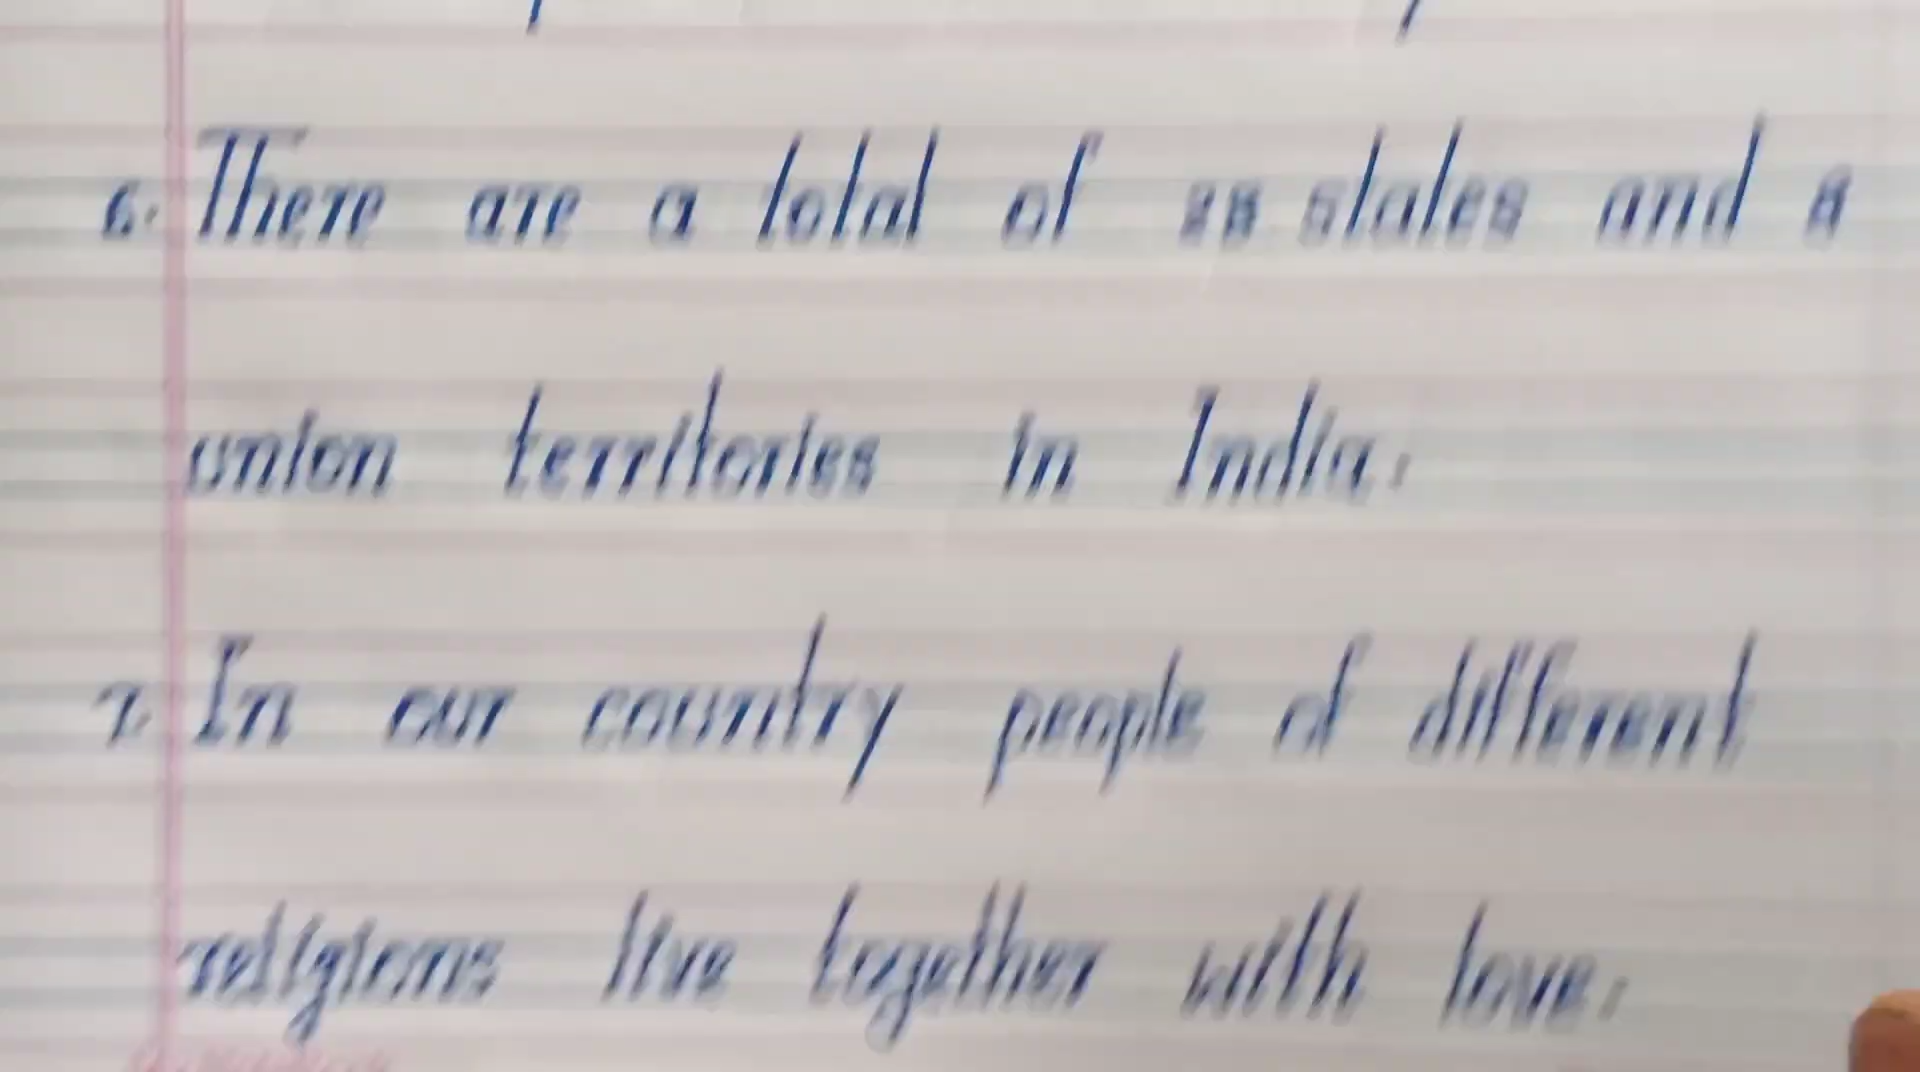 6. There are a total of 28 states and 8
union territories in India.
7. In our country people of different
religions live together with love.